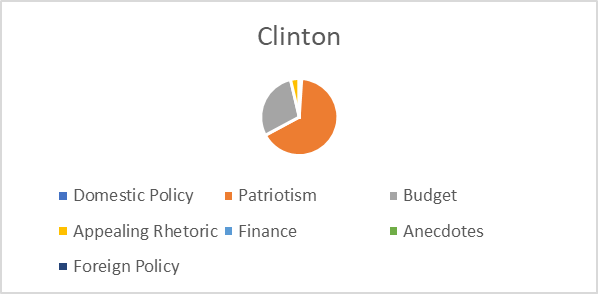 Clinton
Domestic Policy Patriotism Budget
Appealing Rhetoric Finance Anecdotes
Foreign Policy